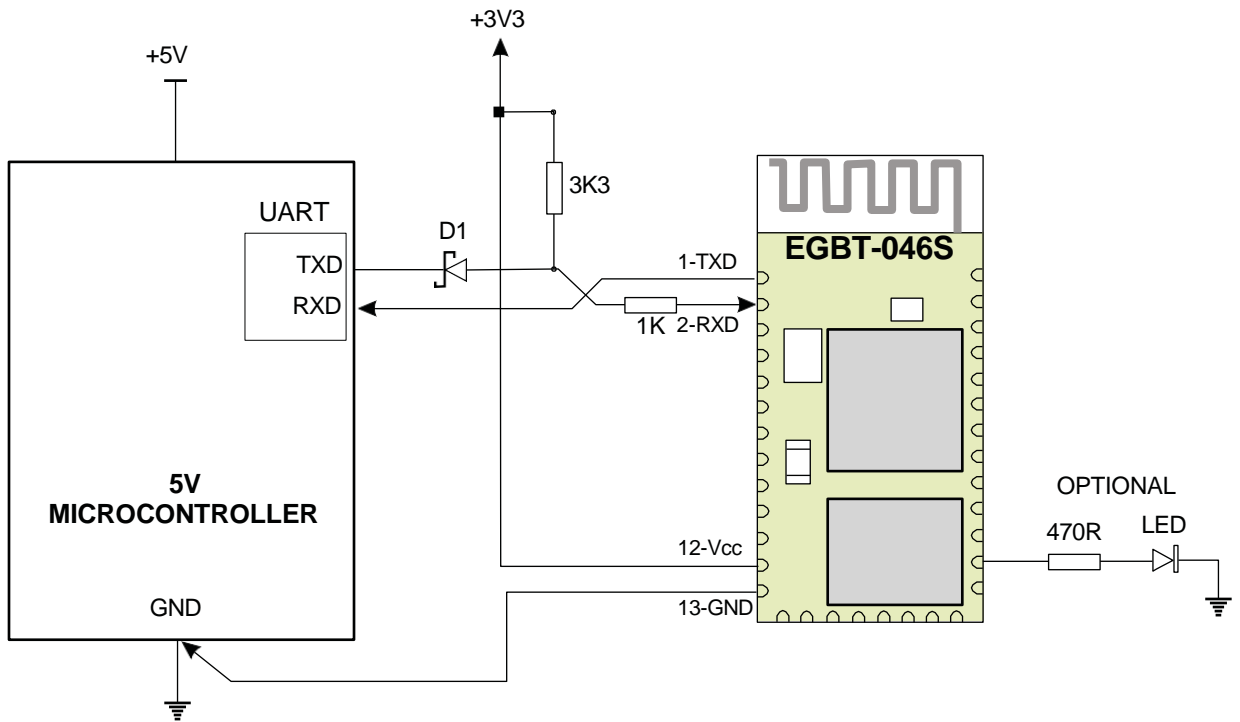 +3V3
+5V
3K3
UART
D1
EGBT-046S
TXD
1-TXD
RXD
1K 2-RXD
5V
MICROCONTROLLER
OPTIONAL
470R
LED
12-Vcc
GND
13-GND